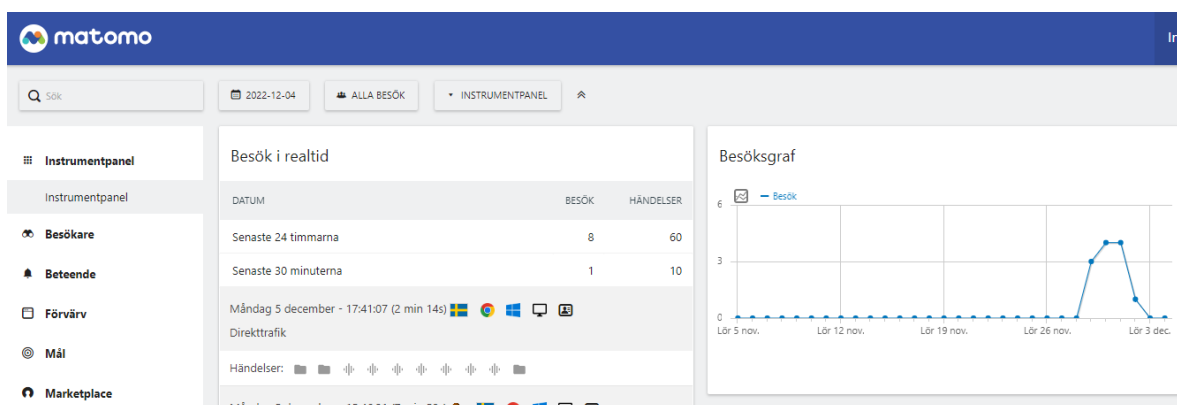 matomo
In
Sök
2022-12-04
ALLA BESÖK
INSTRUMENTPANEL
Instrumentpanel
Instrumentpanel
Besökare
Beteende
Förvärv
Mål
Marketplace
Besök i realtid
DATUM BESÖK HÄNDELSER
Senaste 24 timmarna 8 60
Senaste 30 minuterna 1 10
Måndag 5 december - 17:41:07 (2 min 14s)
Direkttrafik
Händelser:
Besöksgraf
Besök
6
3
0
Lör 5 nov. Lör 12 nov. Lör 19 nov. Lör 26 nov. Lör 3 dec.